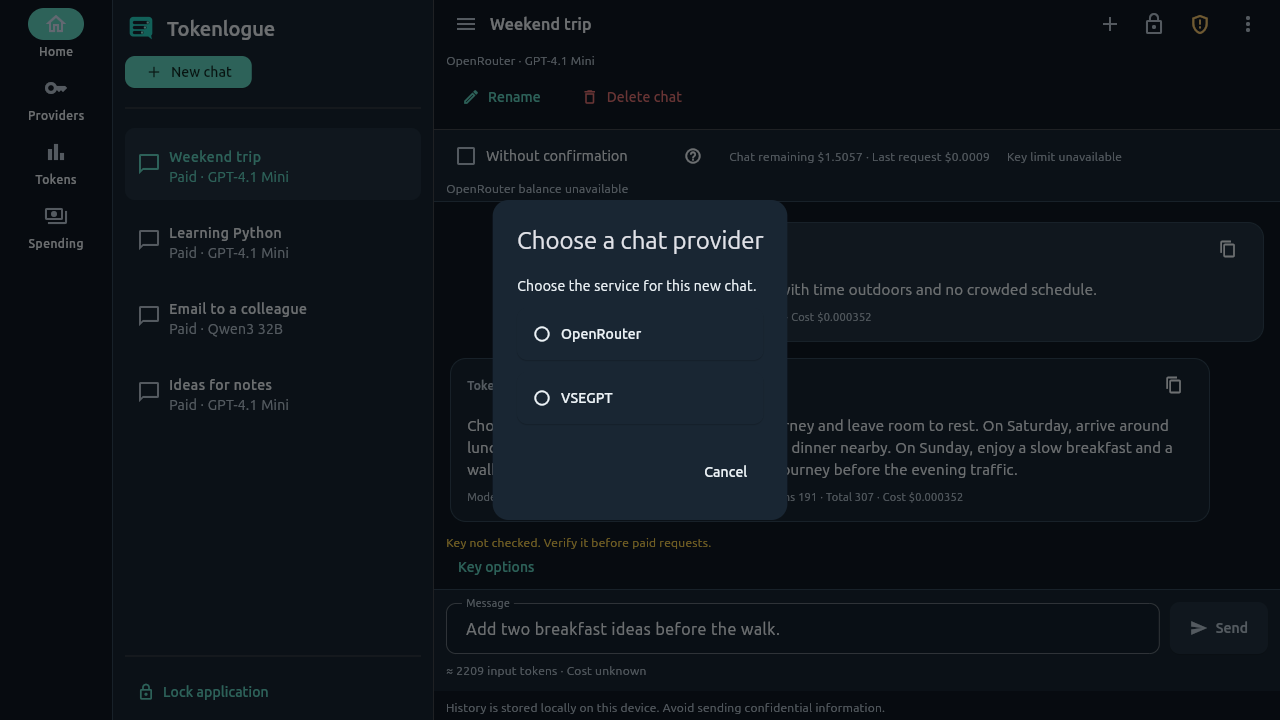 Home
Providers
Tokens
Spending
Tokenlogue
New chat
Weekend trip
Paid · GPT-4.1 Mini
Learning Python
Paid · GPT-4.1 Mini
Email to a colleague
Paid · Qwen3 32B
Ideas for notes
Paid · GPT-4.1 Mini
Lock application
Weekend trip
OpenRouter · GPT-4.1 Mini
Rename
Delete chat
Without confirmation
Chat remaining $1.5057 · Last request $0.0009
Key limit unavailable
OpenRouter balance unavailable
Choose a chat provider
Choose the service for this new chat.
OpenRouter
VSEGPT
Cancel
with time outdoors and no crowded schedule.
Cost $0.000352
and leave room to rest. On Saturday, arrive around
dinner nearby. On Sunday, enjoy a slow breakfast and a
before the evening traffic.
191 · Total 307 · Cost $0.000352
Key not checked. Verify it before paid requests.
Key options
Message
Add two breakfast ideas before the walk.
Send
≈ 2209 input tokens · Cost unknown
History is stored locally on this device. Avoid sending confidential information.